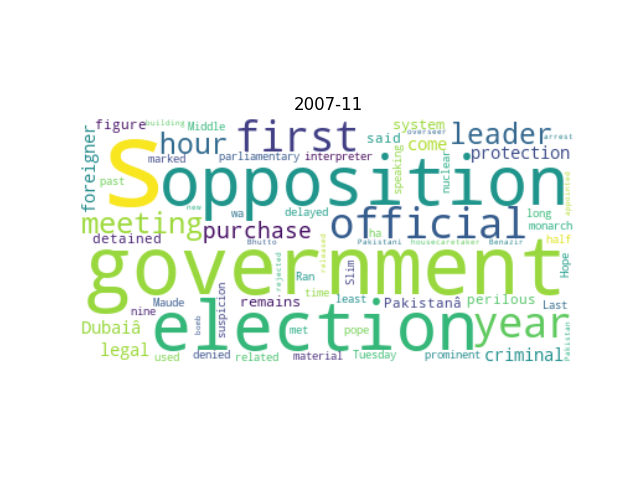 2007-11
figure
building
Middle
first
said
system
overseer
come
leader
arrest
foreigner
hour
marked
parliamentary
interpreter
speaking
nuclear
protection
past
S
opposition
appointed
new
meeting
purchase
wa
delayed
official
ha
long
monarch
detained
Bhutto
Pakistani
housecaretaker
Benazir
half
government
rejected
released
Ran
Slim
time
Hope
Maude
nine
suspicion
remains
least
Pakistanâ
perilous
Last
Dubaiâ
election
bomb
met
pope
year
Pakistan
legal
used
denied
related
material
Tuesday
prominent
criminal